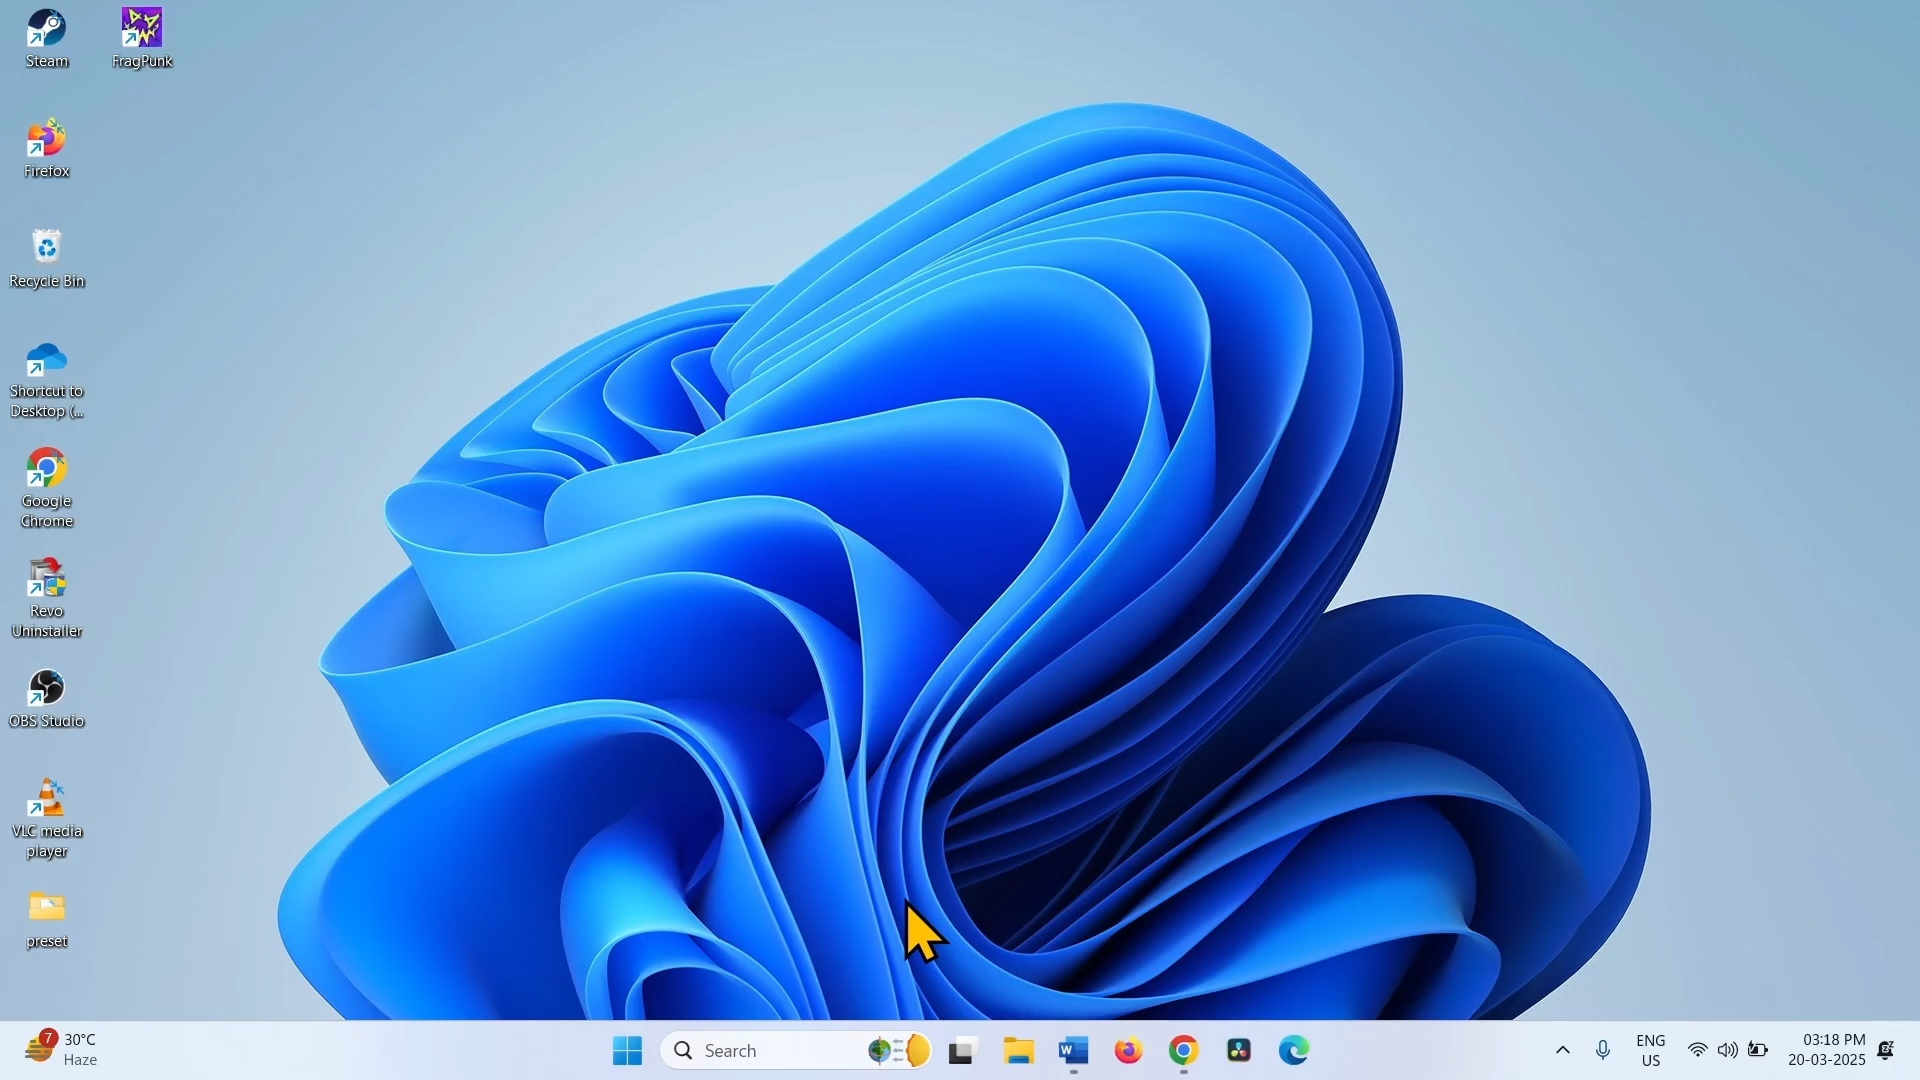 Steam
FragPunk
Firefox
Recycle Bin
Shortcut to
Desktop (...
Google
Chrome
Revo
Uninstaller
OBS Studio
VLC media
player
preset
7
30°C
Haze
Search
W
ENG
US
03:18 PM
20-03-2025